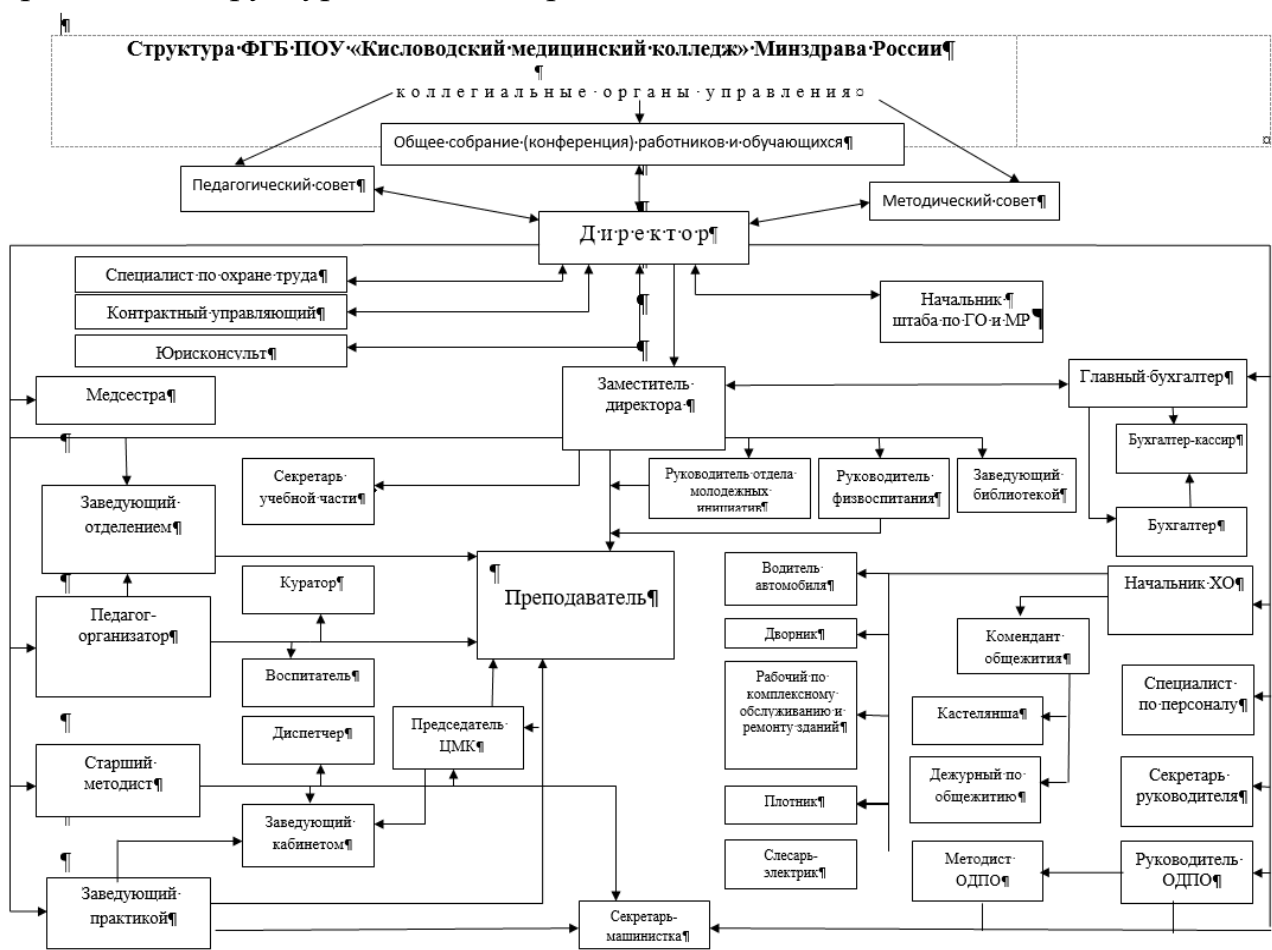 Структура ФГБ ПОУ «Кисловодский медицинский колледж» Минздрава России¶
¶
коллегиальные органы управления¤
Общее собрание (конференция) работников и обучающихся¶
Педагогический совет¶
Методический совет¶
Директор¶
Специалист по охране труда¶
Контрактный управляющий¶
Юрисконсульт¶
Начальник ¶
штаба по ГО и МР¶
Медсестра¶
Заместитель
директора ¶
Главный бухгалтер¶
Бухгалтер-кассир¶
Бухгалтер¶
Секретарь
учебной части¶
Руководитель отдела
молодежных
инициатив¶
Руководитель
физвоспитания¶
Заведующий
библиотекой¶
Заведующий
отделением¶
Педагог-
организатор¶
Куратор¶
Воспитатель¶
¶
Преподаватель¶
Водитель
автомобиля¶
Дворник¶
Рабочий по
комплексному
обслуживанию и
ремонту зданий¶
Плотник¶
Слесарь-
электрик¶
Начальник ХО¶
Комендант
общежития¶
Кастелянша¶
Дежурный по
общежитию¶
Специалист
по персоналу¶
Секретарь
руководителя¶
Диспетчер¶
Председатель
ЦМК¶
Старший
методист¶
Заведующий
кабинетом¶
Заведующий
практикой¶
Секретарь-
машинистка¶
Методист
ОДПО¶
Руководитель
ОДПО¶